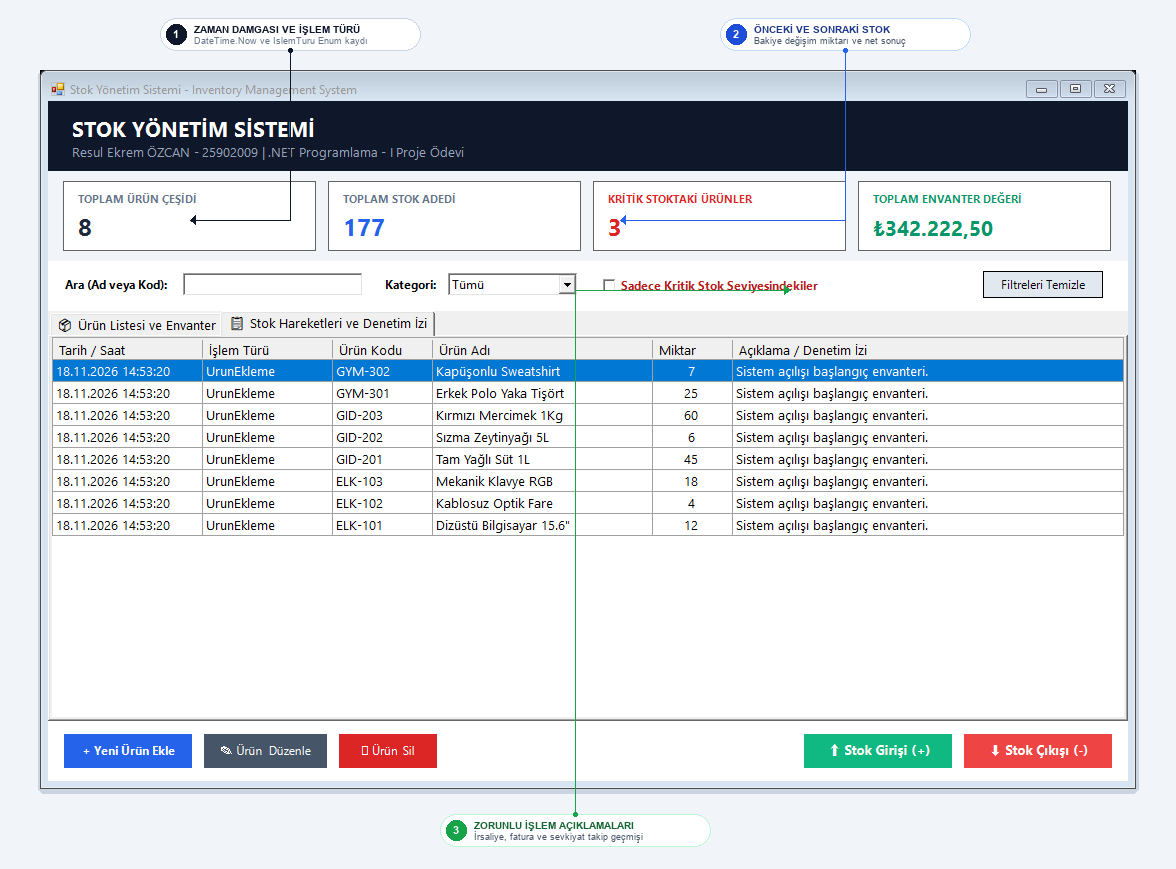 1 ZAMAN DAMGASI VE İŞLEM TÜRÜ
DateTime.Now ve IslemTuru Enum kaydı
2 ÖNCEKİ VE SONRAKİ STOK
Bakiye değişim miktarı ve net sonuç
Stok Yönetim Sistemi - Inventory Management System
STOK YÖNETİM SİSTEMİ
Resul Ekrem ÖZCAN - 25902009 | .NET Programlama - I Proje Ödevi
TOPLAM ÜRÜN ÇEŞİDİ
8
TOPLAM STOK ADEDİ
177
KRİTİK STOKTAKİ ÜRÜNLER
3
TOPLAM ENVANTER DEĞERİ
₺342.222,50
Ara (Ad veya Kod): Kategori: Tümü Sadece Kritik Stok Seviyesindekiler Filtreleri Temizle
Ürün Listesi ve Envanter Stok Hareketleri ve Denetim İzi
Tarih / Saat İşlem Türü Ürün Kodu Ürün Adı Miktar Açıklama / Denetim İzi
18.11.2026 14:53:20 UrunEkleme GYM-302 Kapüşonlu Sweatshirt 7 Sistem açılışı başlangıç envanteri.
18.11.2026 14:53:20 UrunEkleme GYM-301 Erkek Polo Yaka Tişört 25 Sistem açılışı başlangıç envanteri.
18.11.2026 14:53:20 UrunEkleme GID-203 Kırmızı Mercimek 1Kg 60 Sistem açılışı başlangıç envanteri.
18.11.2026 14:53:20 UrunEkleme GID-202 Sızma Zeytinyağı 5L 6 Sistem açılışı başlangıç envanteri.
18.11.2026 14:53:20 UrunEkleme GID-201 Tam Yağlı Süt 1L 45 Sistem açılışı başlangıç envanteri.
18.11.2026 14:53:20 UrunEkleme ELK-103 Mekanik Klavye RGB 18 Sistem açılışı başlangıç envanteri.
18.11.2026 14:53:20 UrunEkleme ELK-102 Kablosuz Optik Fare 4 Sistem açılışı başlangıç envanteri.
18.11.2026 14:53:20 UrunEkleme ELK-101 Dizüstü Bilgisayar 15.6" 12 Sistem açılışı başlangıç envanteri.
+ Yeni Ürün Ekle ✎ Ürün Düzenle Ürün Sil ⬆ Stok Girişi (+) ⬇ Stok Çıkışı (-)
3 ZORUNLU İŞLEM AÇIKLAMALARI
İrsaliye, fatura ve sevkiyat takip geçmişi